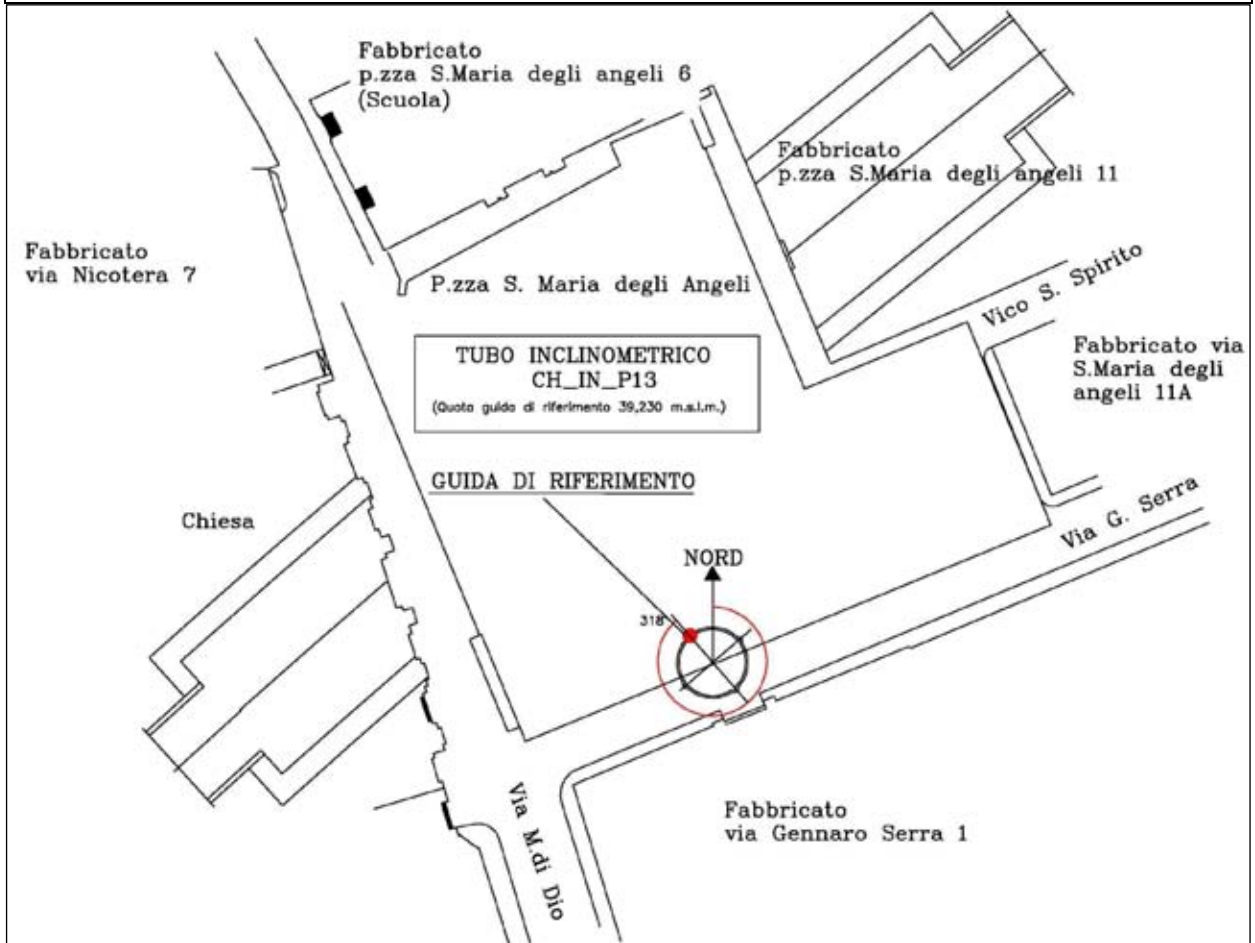 Fabbricato
p.zza S.Maria degli angeli 6
(Scuola)
Fabbricato
p.zza S.Maria degli angeli 11
Fabbricato
via Nicotera 7
P.zza S. Maria degli Angeli
Vico S. Spirito
TUBO INCLINOMETRICO
CH_IN_P13
(Quota guida di riferimento 39,230 m.s.l.m.)
Fabbricato via
S.Maria degli
angeli 11A
GUIDA DI RIFERIMENTO
Chiesa
Via G. Serra
NORD
318°
Via M.di Dio
Fabbricato
via Gennaro Serra 1